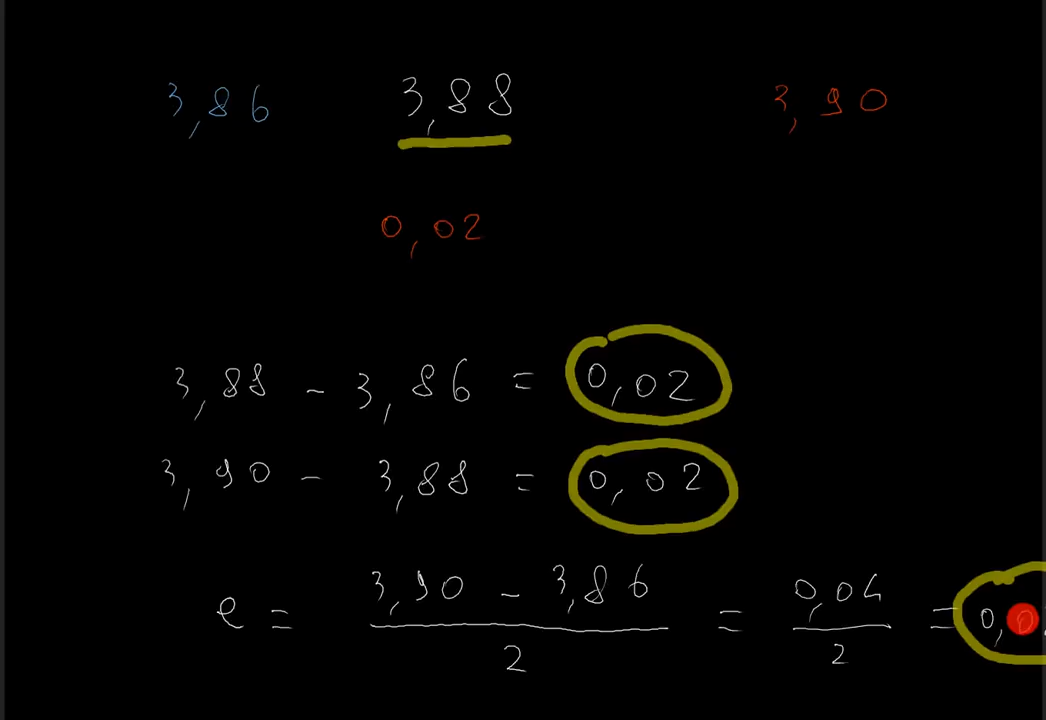 3,86 3,88 3,90
0,02
3,88 - 3,86 = 0,02
3,90 - 3,88 = 0,02
e = (3,90 - 3,86)/2 = 0,04/2 = 0,0